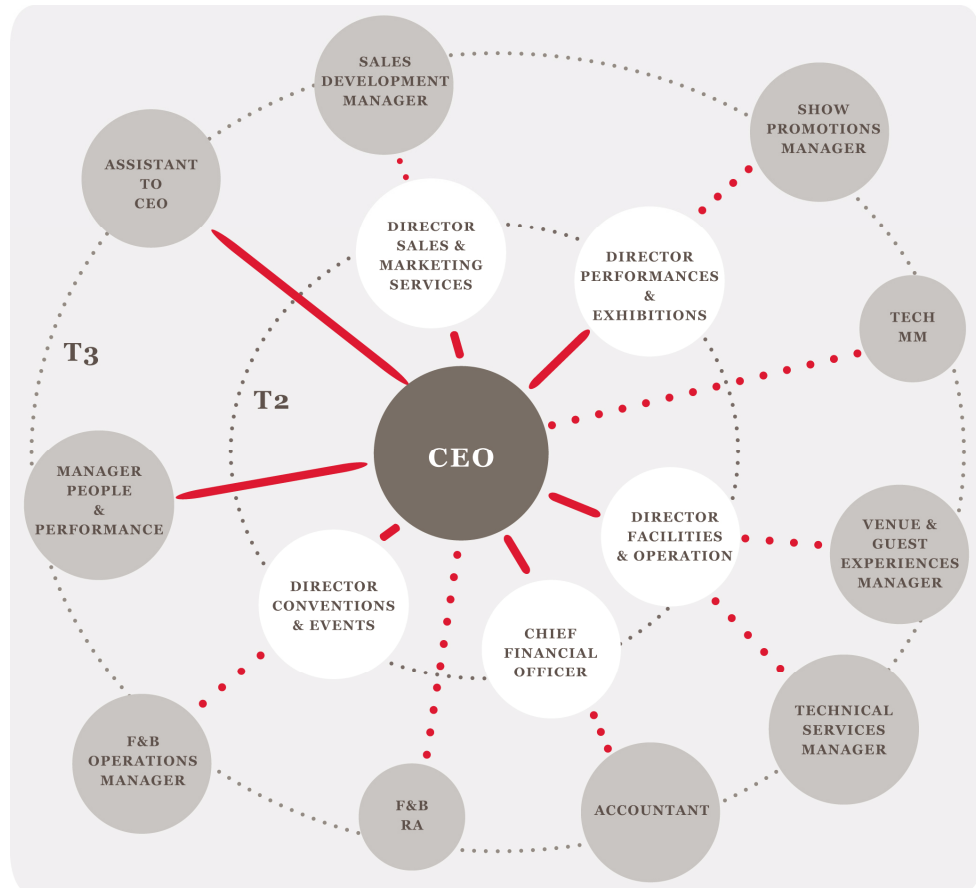 SALES
DEVELOPMENT
MANAGER
SHOW
PROMOTIONS
MANAGER
ASSISTANT
TO
CEO
DIRECTOR
SALES &
MARKETING
SERVICES
DIRECTOR
PERFORMANCES
&
EXHIBITIONS
TECH
MM
T3
T2
CEO
MANAGER
PEOPLE
&
PERFORMANCE
DIRECTOR
FACILITIES
& OPERATION
VENUE &
GUEST
EXPERIENCES
MANAGER
DIRECTOR
CONVENTIONS
& EVENTS
CHIEF
FINANCIAL
OFFICER
TECHNICAL
SERVICES
MANAGER
F&B
OPERATIONS
MANAGER
F&B
RA
ACCOUNTANT